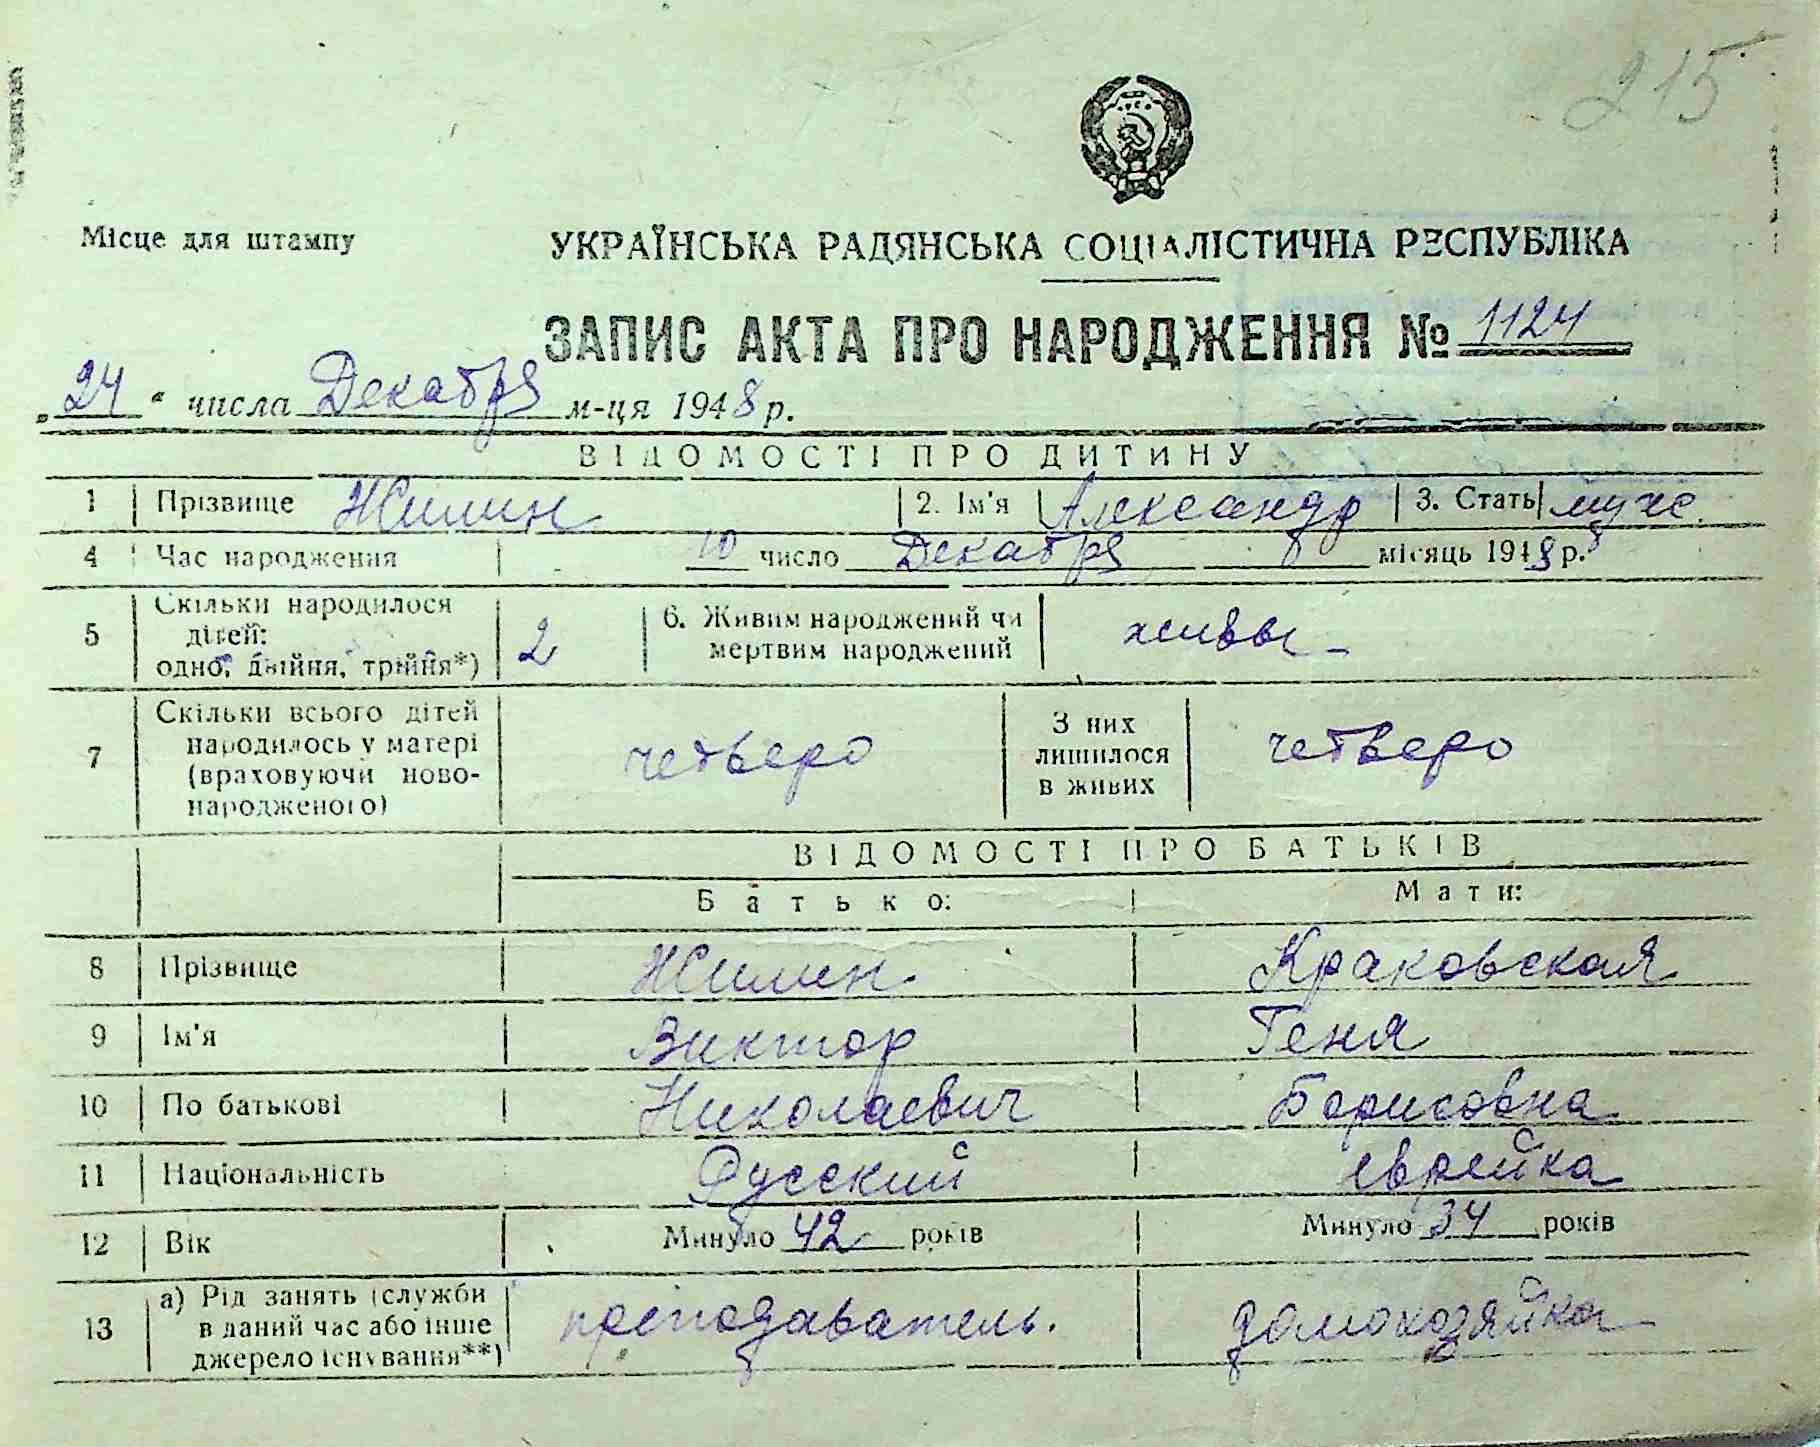 215
Місце для штампу
УКРАЇНСЬКА РАДЯНСЬКА СОЦІАЛІСТИЧНА РЕСПУБЛІКА
ЗАПИС АКТА ПРО НАРОДЖЕННЯ № 1124
„24“ числа Декабря м-ця 1948 р.
ВІДОМОСТІ ПРО ДИТИНУ
1 Прізвище Жилин 2. Ім'я Александр 3. Стать муж.
4 Час народження 10 число Декабря місяць 1948 р.
5 Скільки народилося дітей: одно, двійня, трійня*) 2 6. Живим народжений чи мертвим народжений живы
7 Скільки всього дітей народилось у матері (враховуючи новонародженого) четверо З них лишилося в живих четверо
ВІДОМОСТІ ПРО БАТЬКІВ
Батько: Мати:
8 Прізвище Жилин Краковская
9 Ім'я Виктор Геня
10 По батькові Николаевич Борисовна
11 Національність Русский еврейка
12 Вік Минуло 42 років Минуло 34 років
13 а) Рід занять (служби в даний час або інше джерело існування**) преподаватель. домохозяйка